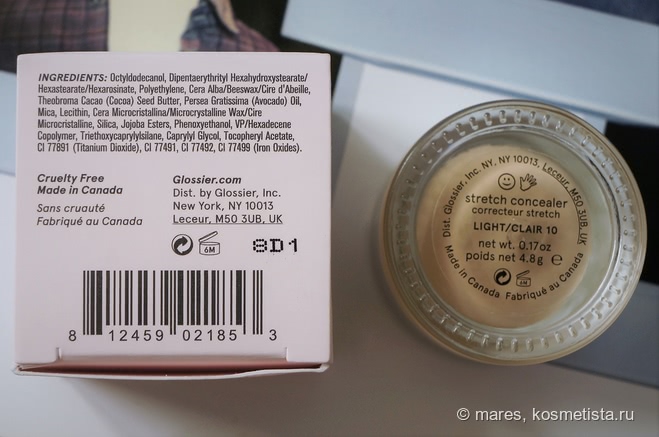 INGREDIENTS: Octyldodecanol, Dipentaerythrityl Hexahydroxystearate/
Hexastearate/Hexarosinate, Polyethylene, Cera Alba/Beeswax/Cire d'Abeille,
Theobroma Cacao (Cocoa) Seed Butter, Persea Gratissima (Avocado) Oil,
Mica, Lecithin, Cera Microcristallina/Microcrystalline Wax/Cire
Microcristalline, Silica, Jojoba Esters, Phenoxyethanol, VP/Hexadecene
Copolymer, Triethoxycaprylylsilane, Caprylyl Glycol, Tocopheryl Acetate,
CI 77891 (Titanium Dioxide), CI 77491, CI 77492, CI 77499 (Iron Oxides).
Cruelty Free
Made in Canada
Sans cruauté
Fabriqué au Canada
Glossier.com
Dist. by Glossier, Inc.
New York, NY 10013
Leceur, M50 3UB, UK
6M
8D1
8 12459 02185 3
Dist. Glossier, Inc. NY, NY 10013, Leceur, M50 3UB, UK
stretch concealer
correcteur stretch
LIGHT/CLAIR 10
net wt. 0.17oz
poids net 4.8g e
6M
Made in Canada Fabriqué au Canada
© mares, kosmetista.ru